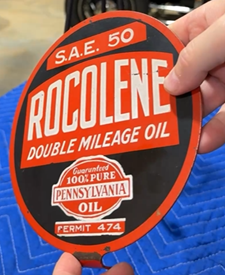 S.A.E. 50
ROCOLENE
DOUBLE MILEAGE OIL
Guaranteed
100% PURE
PENNSYLVANIA
OIL
PERMIT 474